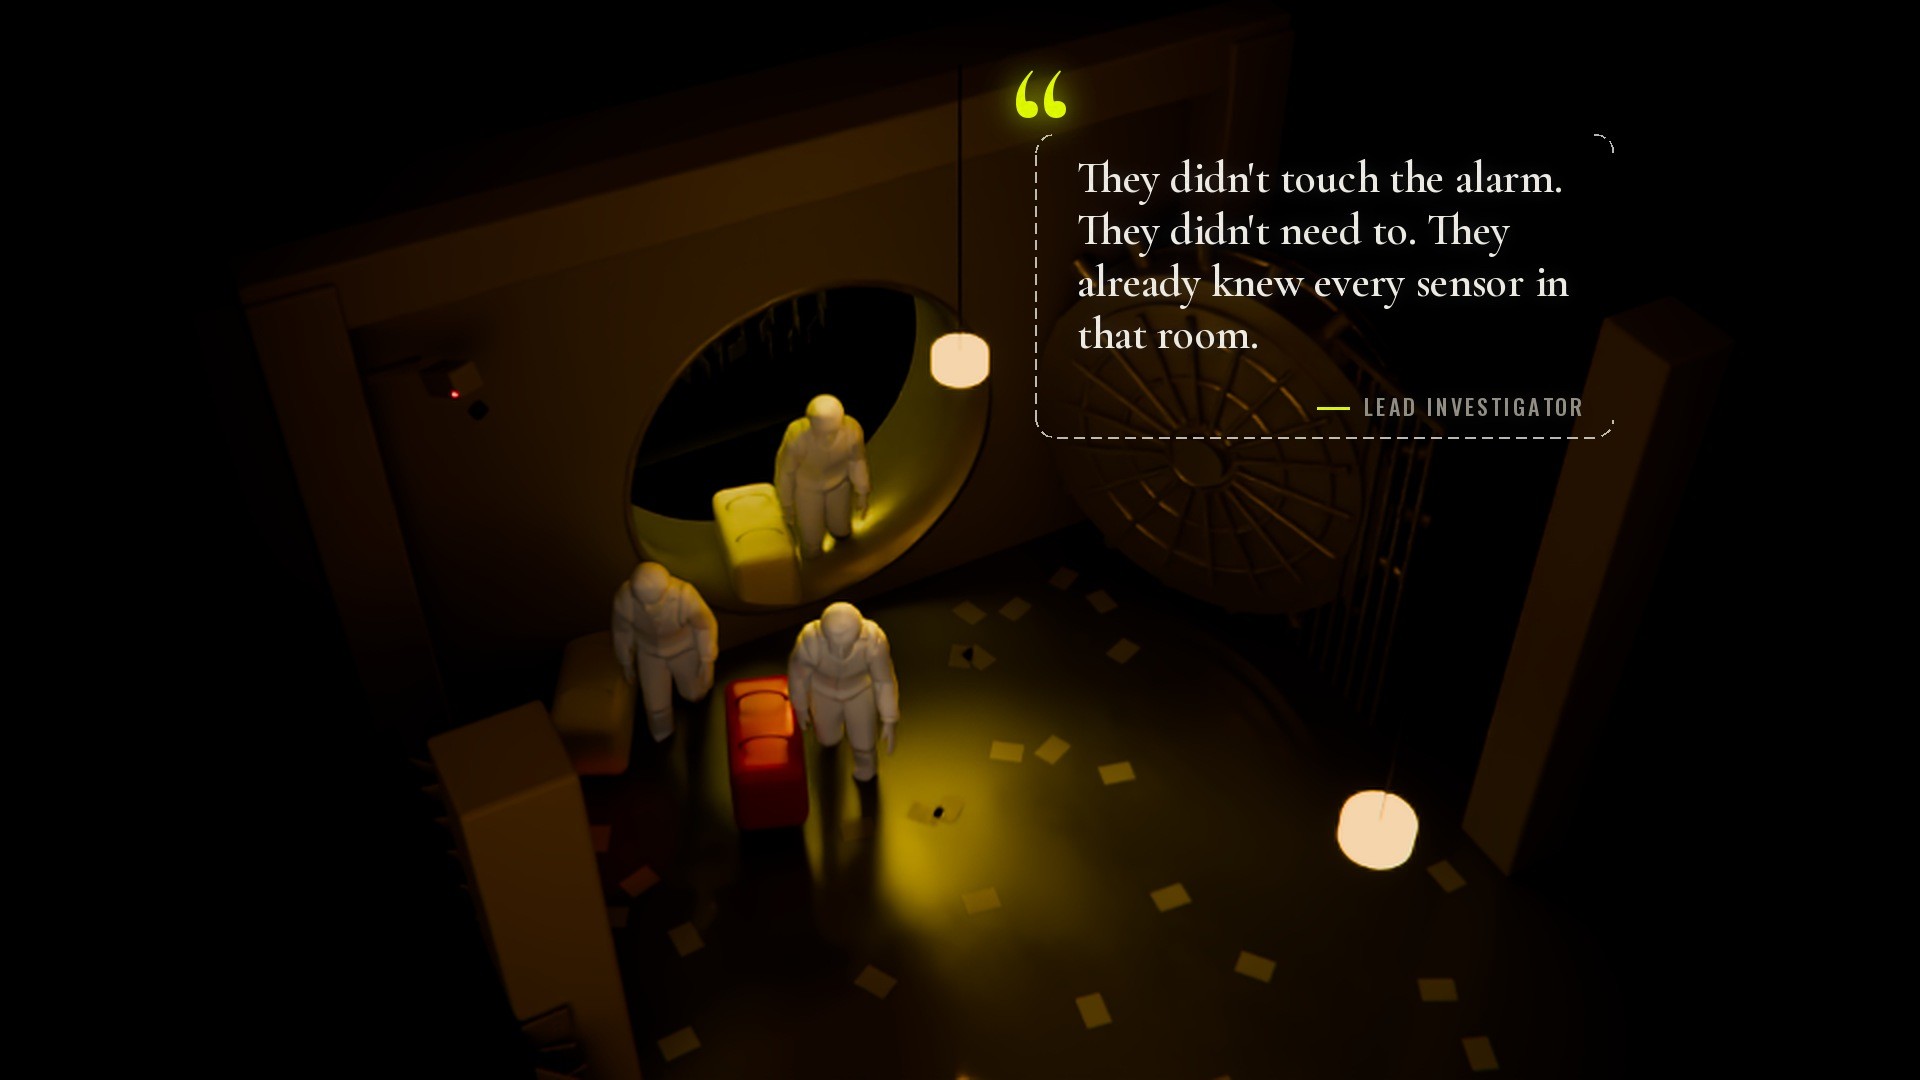 “
They didn't touch the alarm.
They didn't need to. They
already knew every sensor in
that room.
— LEAD INVESTIGATOR